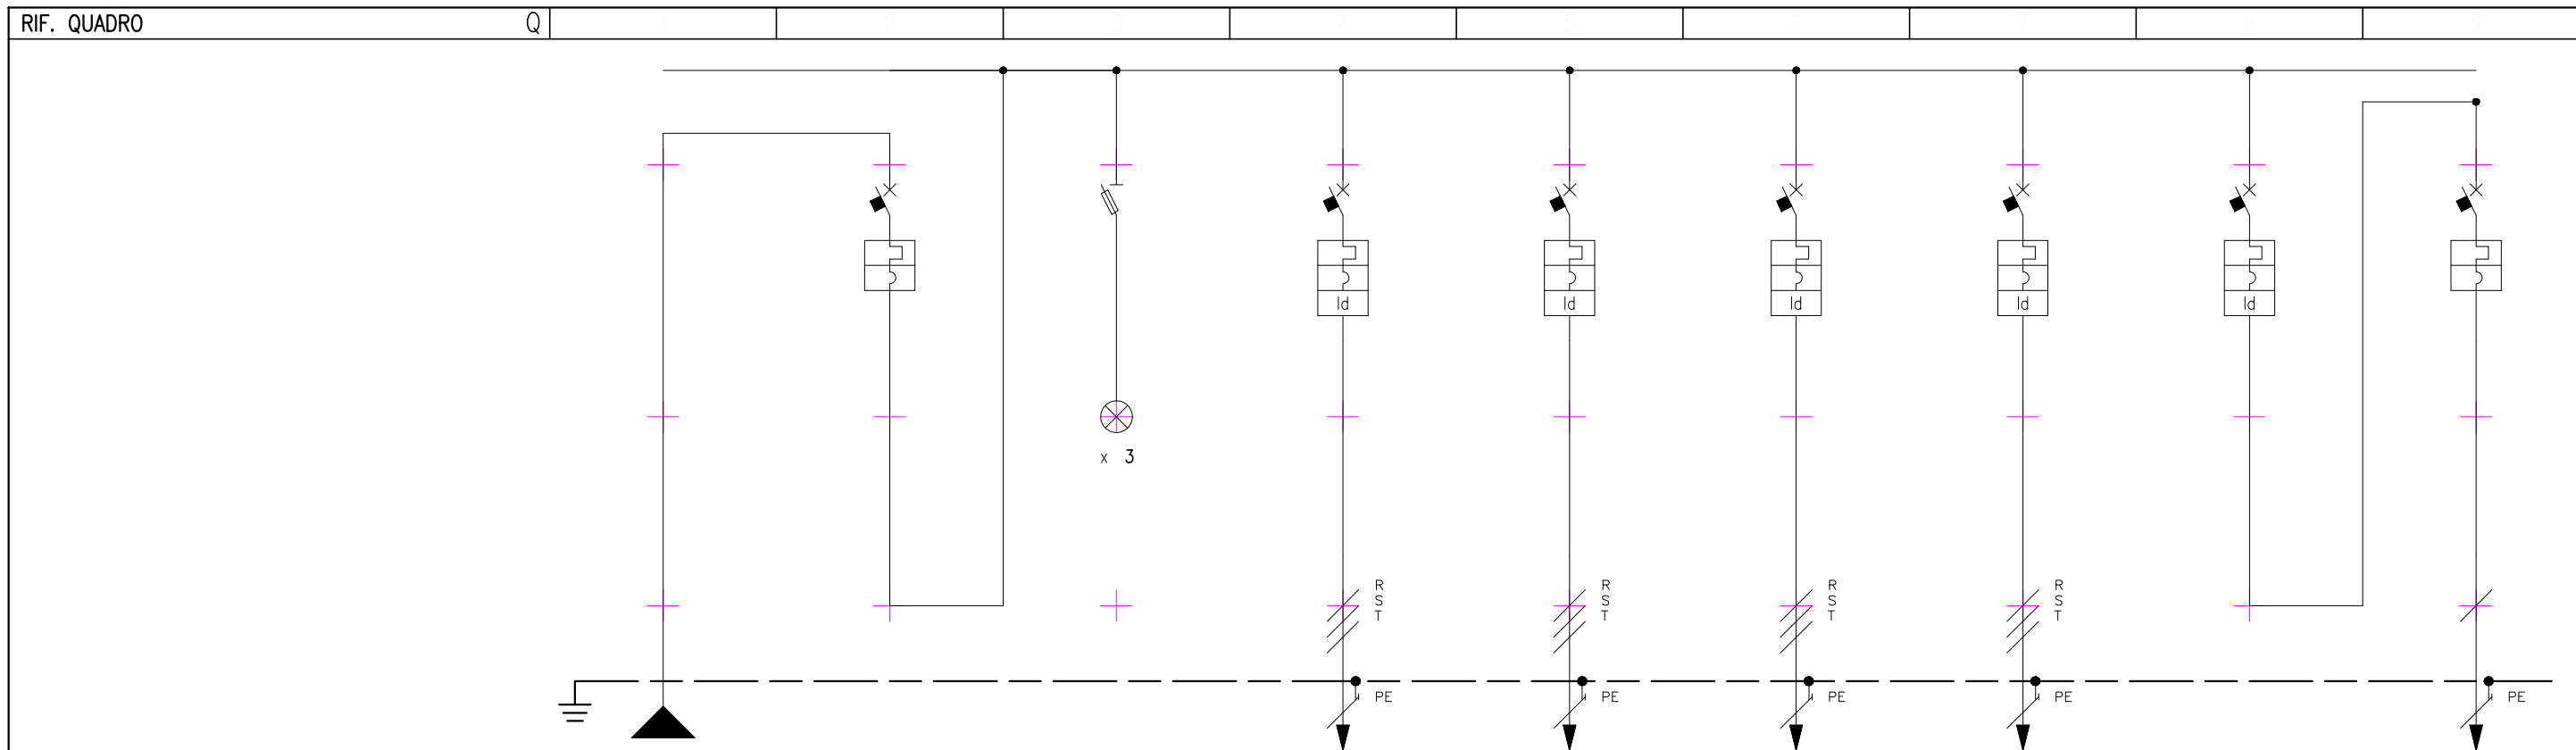 RIF. QUADRO Q
x 3
Id Id Id Id Id
R R R R
S S S S
T T T T
PE PE PE PE PE